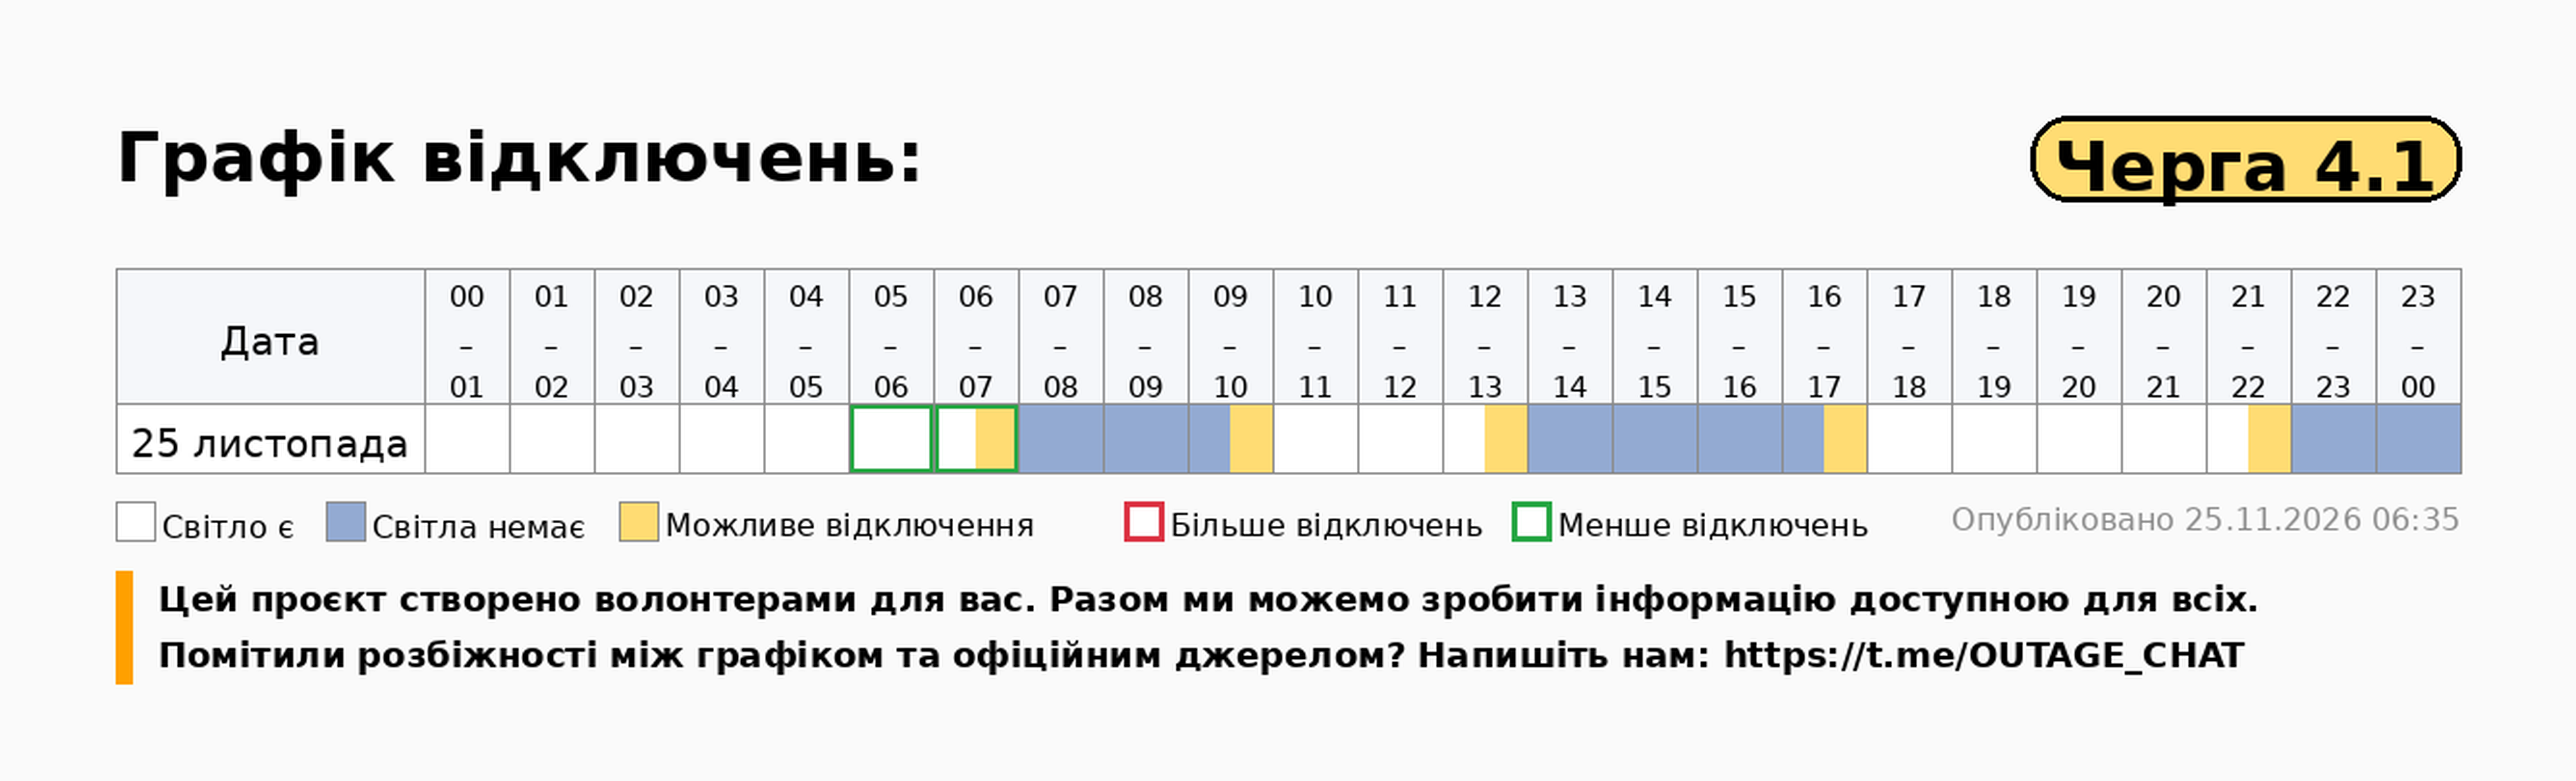 Графік відключень:
Черга 4.1
Дата
00 – 01
01 – 02
02 – 03
03 – 04
04 – 05
05 – 06
06 – 07
07 – 08
08 – 09
09 – 10
10 – 11
11 – 12
12 – 13
13 – 14
14 – 15
15 – 16
16 – 17
17 – 18
18 – 19
19 – 20
20 – 21
21 – 22
22 – 23
23 – 00
25 листопада
Світло є
Світла немає
Можливе відключення
Більше відключень
Менше відключень
Опубліковано 25.11.2026 06:35
Цей проєкт створено волонтерами для вас. Разом ми можемо зробити інформацію доступною для всіх.
Помітили розбіжності між графіком та офіційним джерелом? Напишіть нам: https://t.me/OUTAGE_CHAT